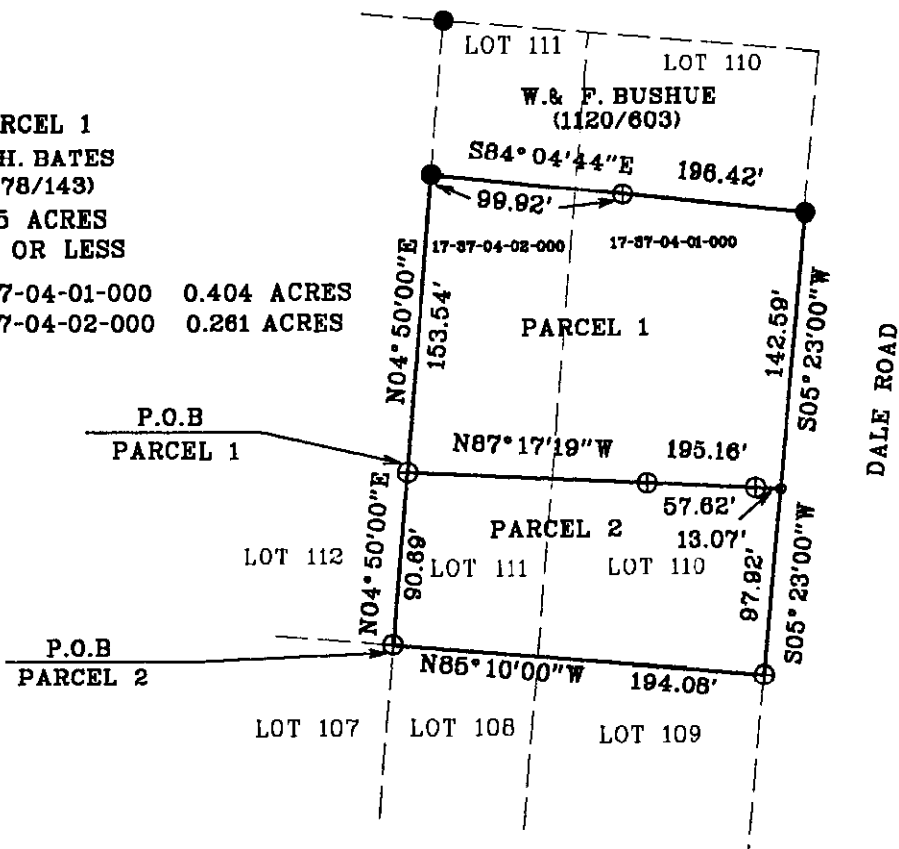 LOT 111
LOT 110
W.& F. BUSHUE
(1120/603)
RCEL 1
H. BATES
78/143)
5 ACRES
OR LESS
7-04-01-000 0.404 ACRES
7-04-02-000 0.261 ACRES
S84°04'44"E 196.42'
99.92'
17-37-04-02-000 17-37-04-01-000
N04°50'00"E
153.54'
PARCEL 1
142.59'
S05°23'00"W
DALE ROAD
P.O.B
PARCEL 1
N87°17'19"W 195.16'
57.62'
13.07'
PARCEL 2
N04°50'00"E
90.69'
LOT 112
LOT 111
LOT 110
97.92'
S05°23'00"W
P.O.B
PARCEL 2
N85°10'00"W 194.08'
LOT 107
LOT 108
LOT 109